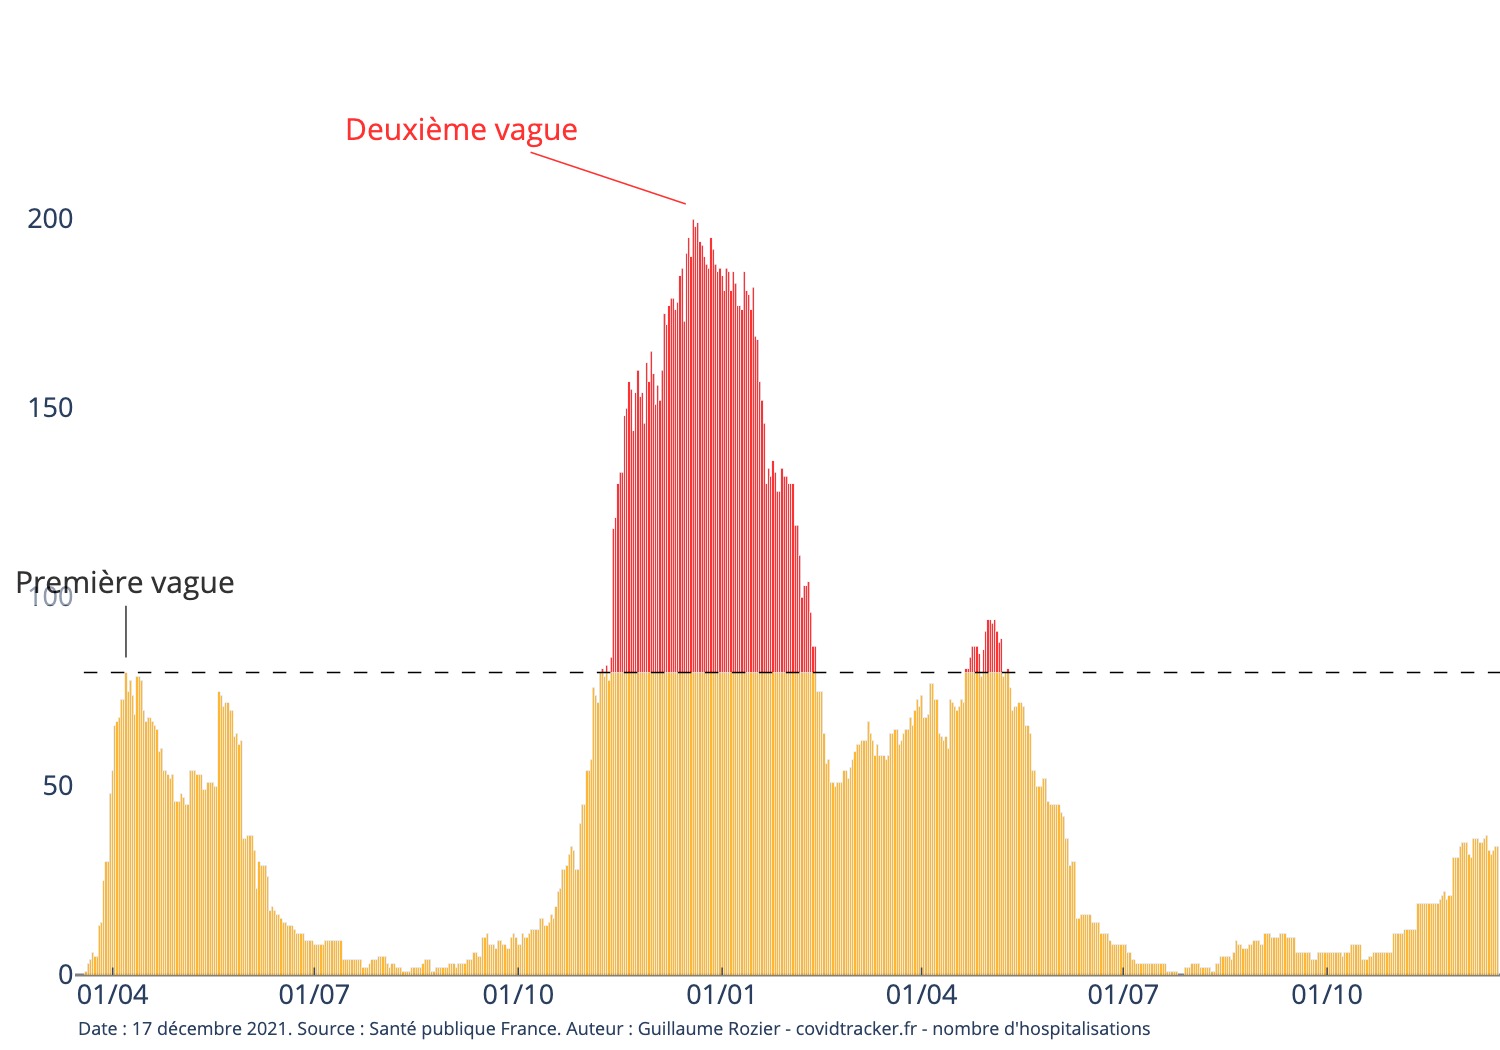 Deuxième vague
200
150
Première vague
100
50
0
01/04 01/07 01/10 01/01 01/04 01/07 01/10
Date : 17 décembre 2021. Source : Santé publique France. Auteur : Guillaume Rozier - covidtracker.fr - nombre d'hospitalisations